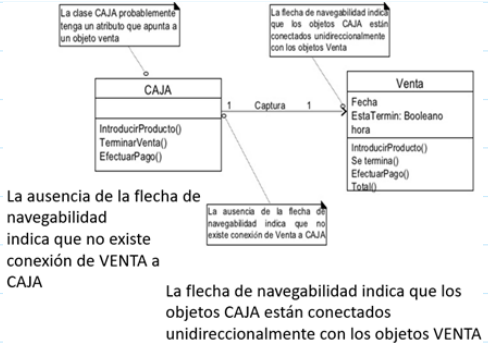 La clase CAJA probablemente
tenga un atributo que apunta a
un objeto venta
La flecha de navegabilidad indica
que los objetos CAJA están
conectados unidireccionalmente
con los objetos Venta
CAJA
IntroducirProducto()
TerminarVenta()
EfectuarPago()
1 Captura 1
Venta
Fecha
EstaTermin: Booleano
hora
IntroducirProducto()
Se termina()
EfectuarPago()
Total()
La ausencia de la flecha de
navegabilidad indica que no
existe conexión de Venta a CAJA
La ausencia de la flecha de
navegabilidad
indica que no existe
conexión de VENTA a
CAJA
La flecha de navegabilidad indica que los
objetos CAJA están conectados
unidireccionalmente con los objetos VENTA